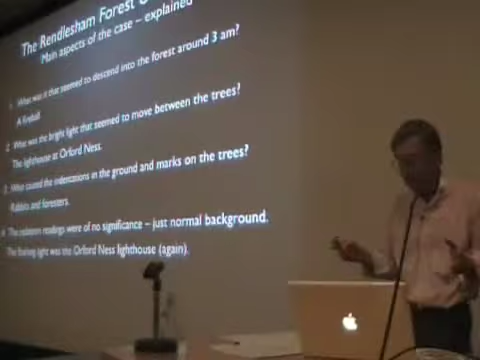 The Rendlesham Forest
Main aspects of the case – explained
1 What was it that seemed to descend into the forest around 3 am?
A fireball
2 What was the bright light that seemed to move between the trees?
The lighthouse at Orford Ness.
3 What caused the indentations in the ground and marks on the trees?
Rabbits and foresters.
4 The radiation readings were of no significance – just normal background.
The flashing light was the Orford Ness lighthouse (again).